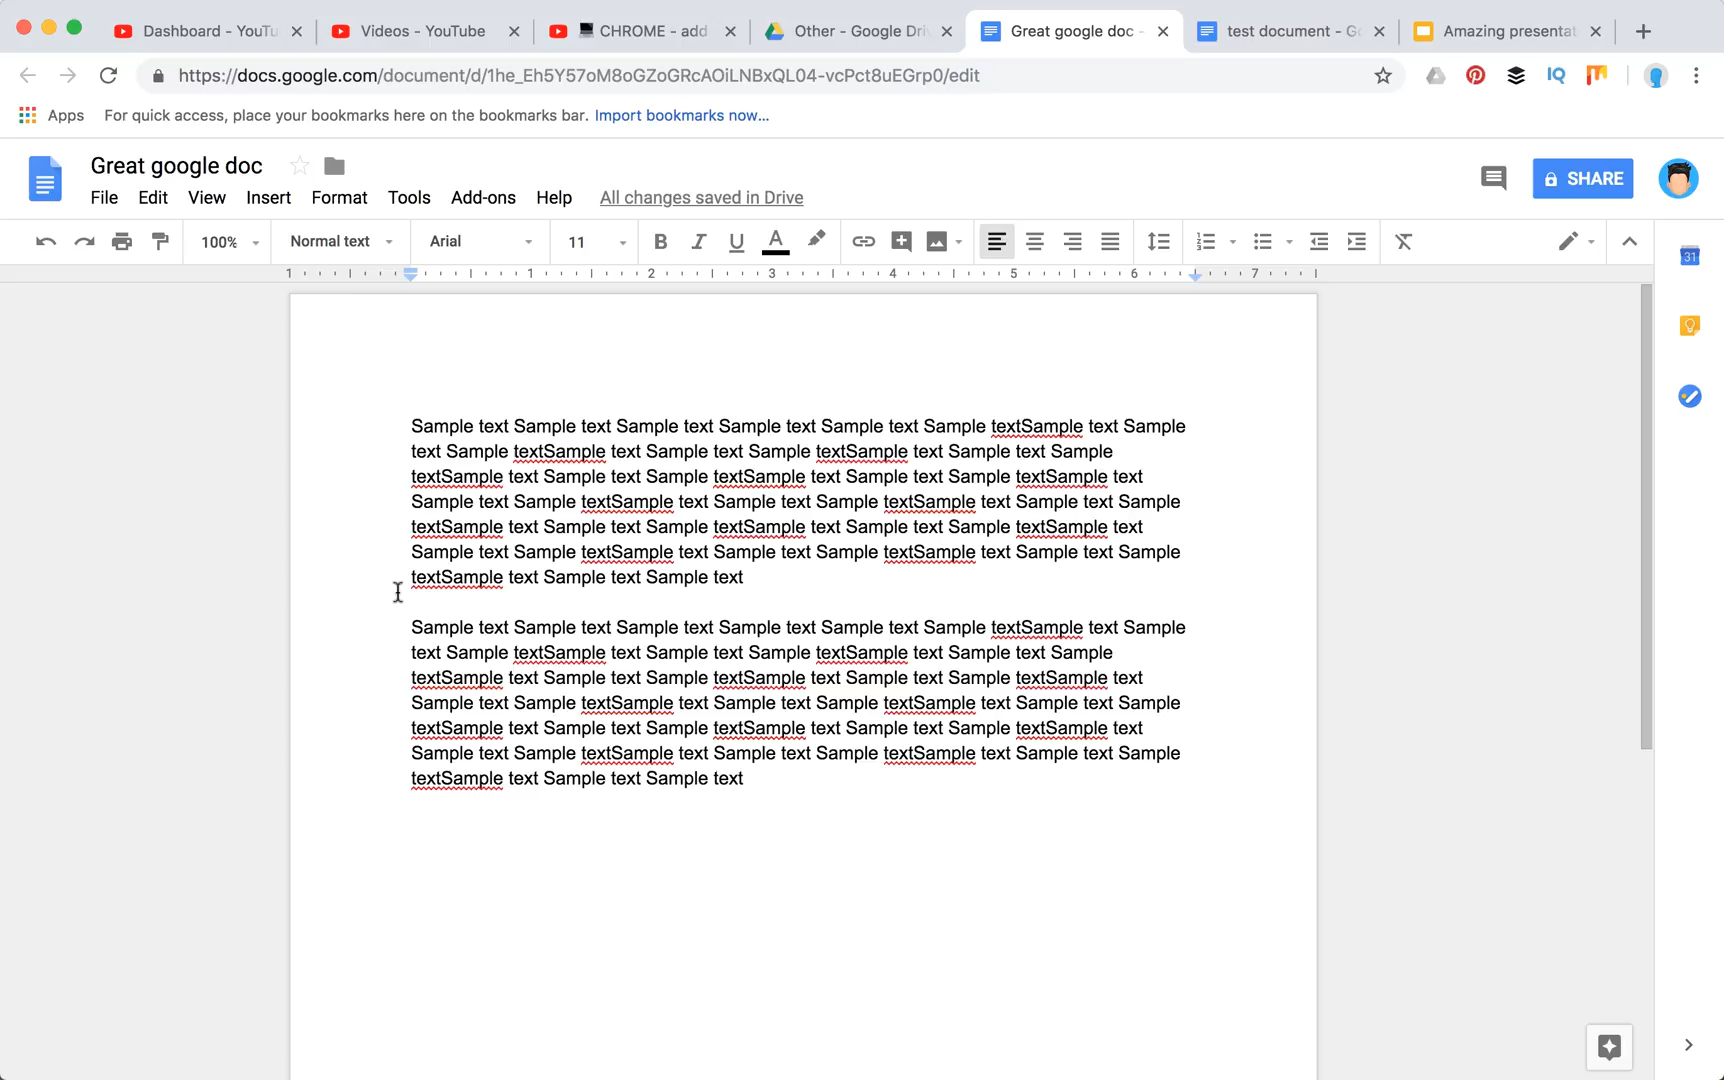 Dashboard - YouTu
Videos - YouTube
CHROME - add
Other - Google Dri
Great google doc -
test document - Go
Amazing presentat
https://docs.google.com/document/d/1he_Eh5Y57oM8oGZoGRcAOiLNBxQL04-vcPct8uEGrp0/edit
IQ
Apps For quick access, place your bookmarks here on the bookmarks bar. Import bookmarks now...
Great google doc
File Edit View Insert Format Tools Add-ons Help All changes saved in Drive
SHARE
100% Normal text Arial 11 B I U A
31
1 1 2 3 4 5 6 7
Sample text Sample text Sample text Sample text Sample text Sample textSample text Sample
text Sample textSample text Sample text Sample textSample text Sample text Sample
textSample text Sample text Sample textSample text Sample text Sample textSample text
Sample text Sample textSample text Sample text Sample textSample text Sample text Sample
textSample text Sample text Sample textSample text Sample text Sample textSample text
Sample text Sample textSample text Sample text Sample textSample text Sample text Sample
textSample text Sample text Sample text
Sample text Sample text Sample text Sample text Sample text Sample textSample text Sample
text Sample textSample text Sample text Sample textSample text Sample text Sample
textSample text Sample text Sample textSample text Sample text Sample textSample text
Sample text Sample textSample text Sample text Sample textSample text Sample text Sample
textSample text Sample text Sample textSample text Sample text Sample textSample text
Sample text Sample textSample text Sample text Sample textSample text Sample text Sample
textSample text Sample text Sample text